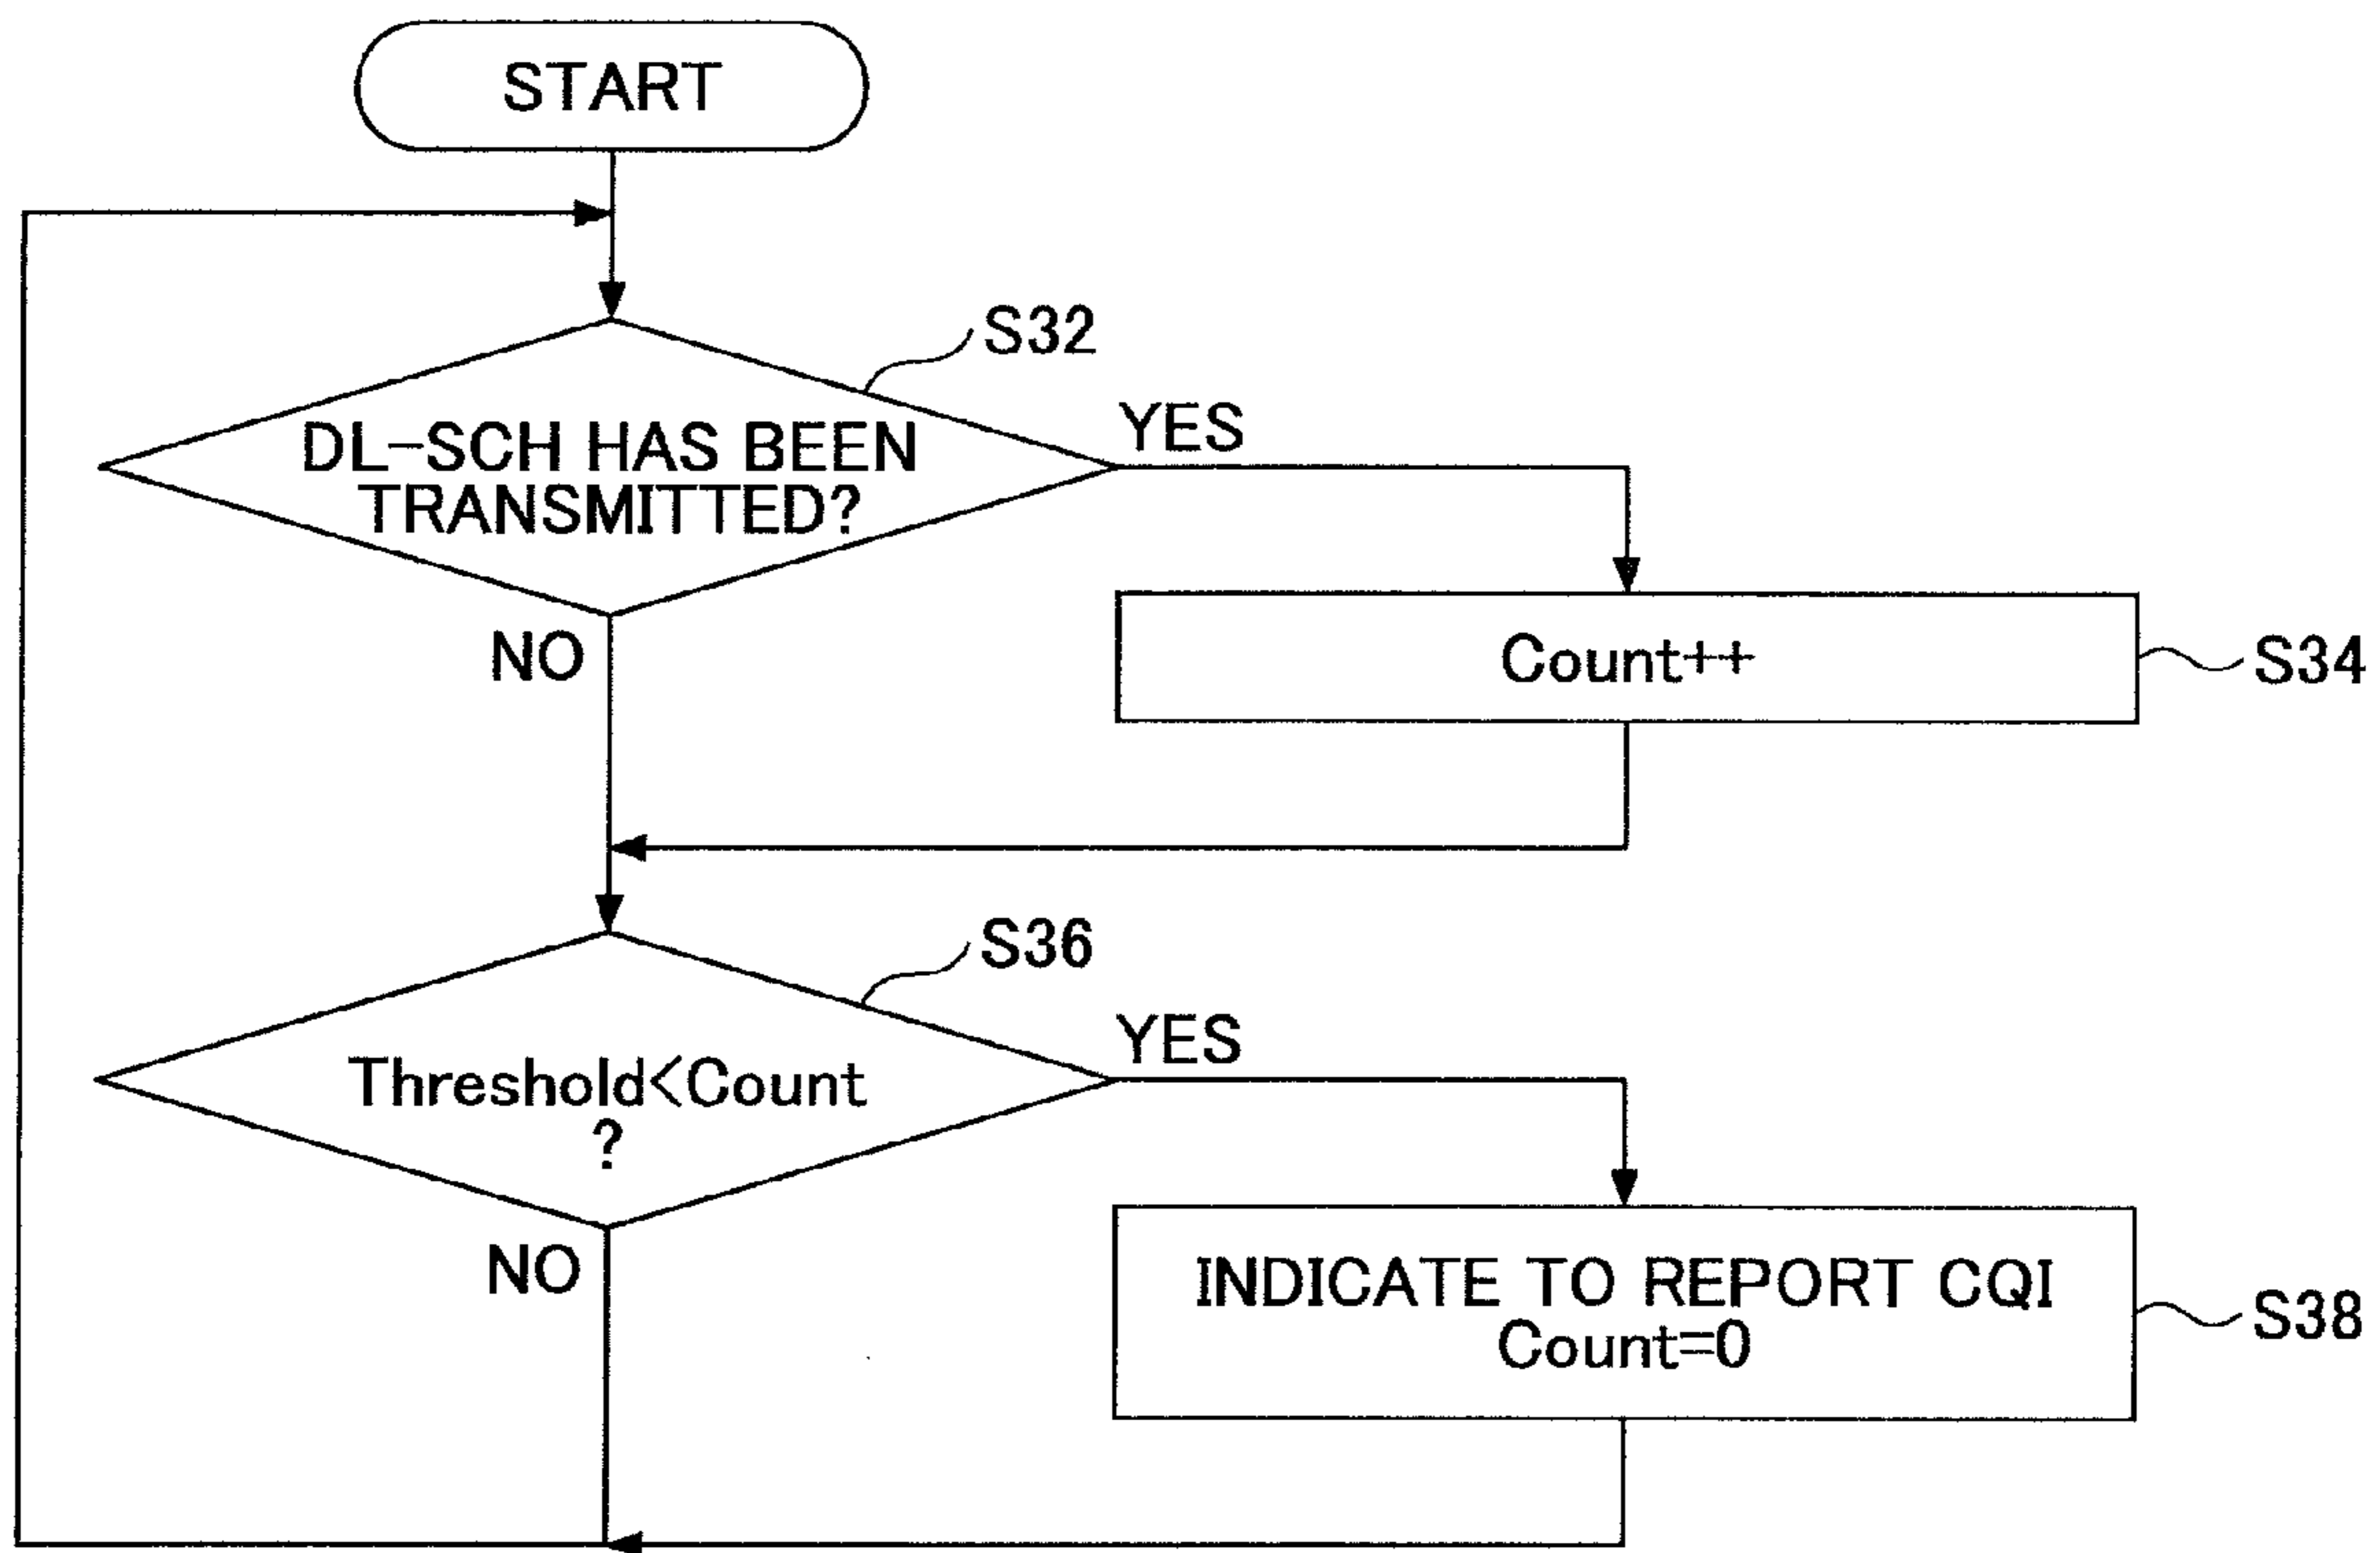 START
S32
DL-SCH HAS BEEN
TRANSMITTED?
YES
NO
Count++
S34
S36
Threshold<Count
?
YES
NO
INDICATE TO REPORT CQI
Count=0
S38